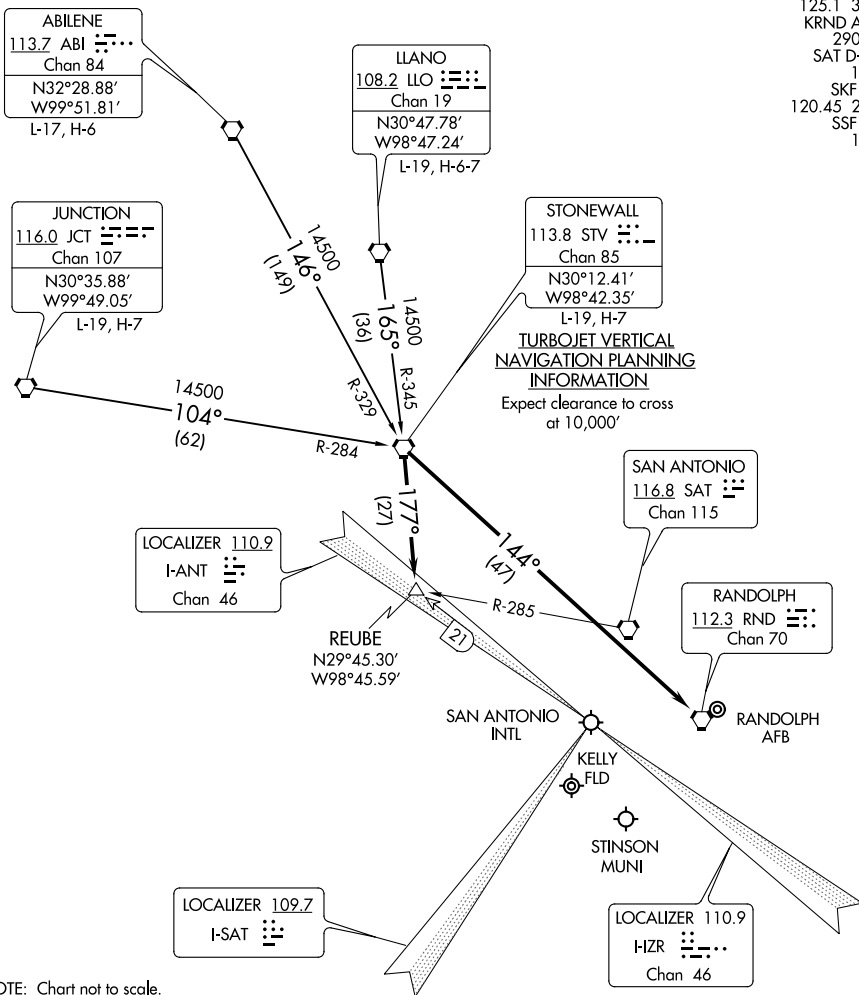 ABILENE
113.7 ABI
Chan 84
N32°28.88′
W99°51.81′
L-17, H-6
LLANO
108.2 LLO
Chan 19
N30°47.78′
W98°47.24′
L-19, H-6-7
125.1 3
KRND A
290
SAT D-
1
SKF
120.45 2
SSF
1
JUNCTION
116.0 JCT
Chan 107
N30°35.88′
W99°49.05′
L-19, H-7
STONEWALL
113.8 STV
Chan 85
N30°12.41′
W98°42.35′
L-19, H-7
14500
146°
(149)
R-329
14500
165°
(36)
R-345
14500
104°
(62)
R-284
TURBOJET VERTICAL
NAVIGATION PLANNING
INFORMATION
Expect clearance to cross
at 10,000′
SAN ANTONIO
116.8 SAT
Chan 115
177°
(27)
144°
(47)
LOCALIZER 110.9
I-ANT
Chan 46
R-285
21
REUBE
N29°45.30′
W98°45.59′
RANDOLPH
112.3 RND
Chan 70
SAN ANTONIO
INTL
RANDOLPH
AFB
KELLY
FLD
STINSON
MUNI
LOCALIZER 109.7
I-SAT
LOCALIZER 110.9
I-IZR
Chan 46
OTE: Chart not to scale.